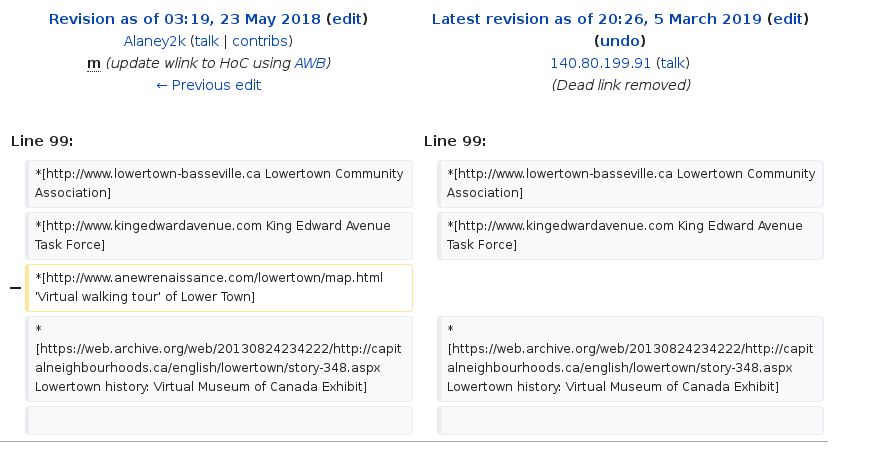 Revision as of 03:19, 23 May 2018 (edit)
Alaney2k (talk | contribs)
m (update wlink to HoC using AWB)
← Previous edit
Latest revision as of 20:26, 5 March 2019 (edit)
(undo)
140.80.199.91 (talk)
(Dead link removed)
Line 99:
Line 99:
*[http://www.lowertown-basseville.ca Lowertown Community
Association]
*[http://www.lowertown-basseville.ca Lowertown Community
Association]
*[http://www.kingedwardavenue.com King Edward Avenue
Task Force]
*[http://www.kingedwardavenue.com King Edward Avenue
Task Force]
−
*[http://www.anewrenaissance.com/lowertown/map.html
'Virtual walking tour' of Lower Town]
*
[https://web.archive.org/web/20130824234222/http://capit
alneighbourhoods.ca/english/lowertown/story-348.aspx
Lowertown history: Virtual Museum of Canada Exhibit]
*
[https://web.archive.org/web/20130824234222/http://capit
alneighbourhoods.ca/english/lowertown/story-348.aspx
Lowertown history: Virtual Museum of Canada Exhibit]